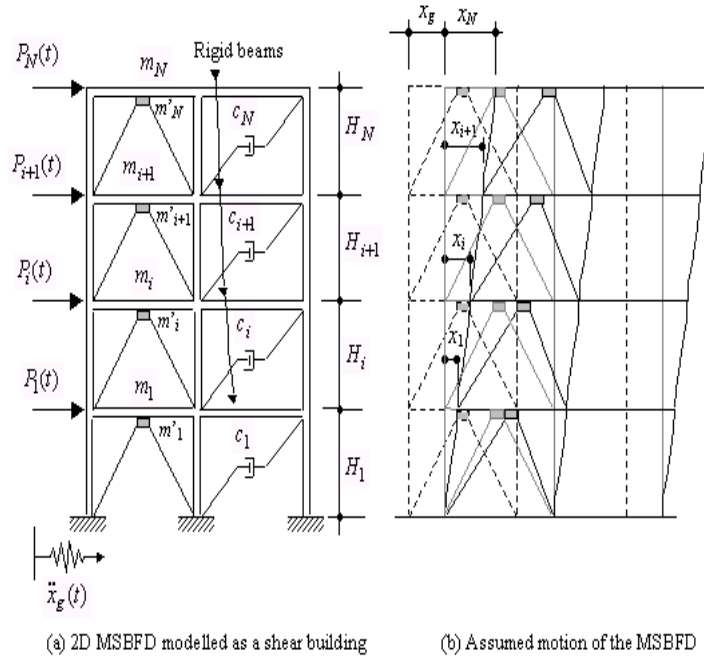 x_g x_N
P_N(t) m_N Rigid beams
m'_N c_N H_N
x_{i+1}
P_{i+1}(t) m_{i+1}
m'_{i+1} c_{i+1} H_{i+1}
x_i
P_i(t) m_i
m'_i c_i H_i
x_1
P_1(t) m_1
m'_1 c_1 H_1
ẍ_g(t)
(a) 2D MSBFD modelled as a shear building
(b) Assumed motion of the MSBFD